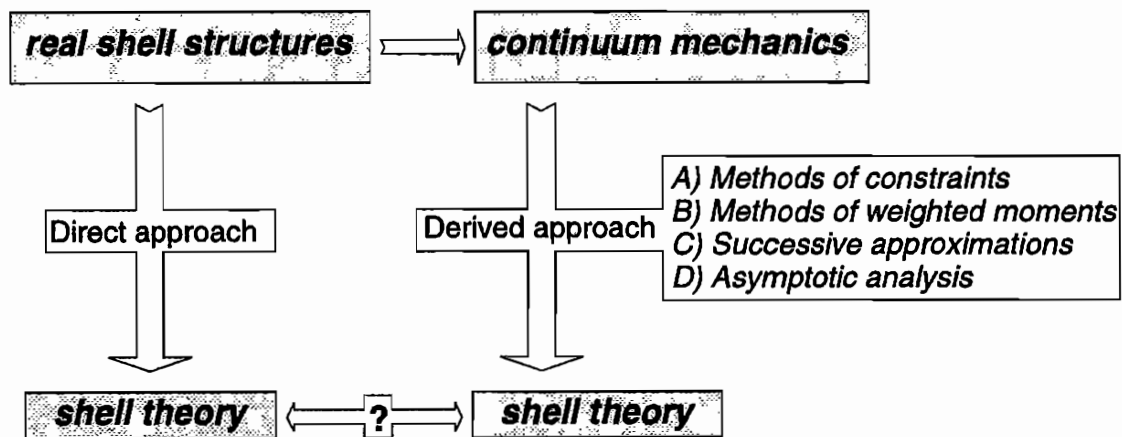 real shell structures
continuum mechanics
Direct approach
Derived approach
A) Methods of constraints
B) Methods of weighted moments
C) Successive approximations
D) Asymptotic analysis
shell theory
?
shell theory